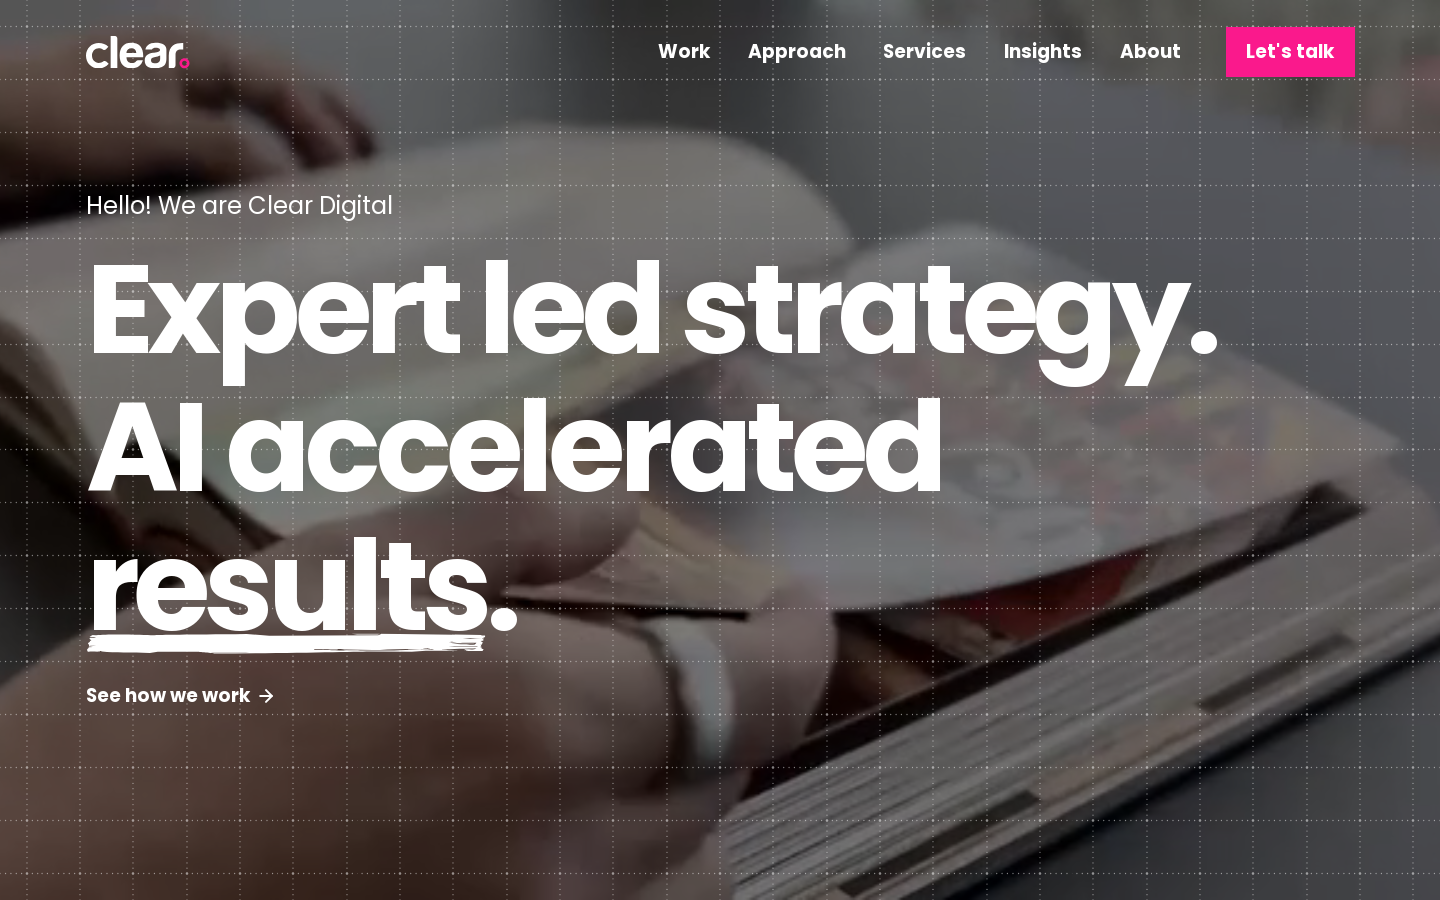 clear
Work Approach Services Insights About Let's talk
Hello! We are Clear Digital
Expert led strategy.
AI accelerated
results.
See how we work →